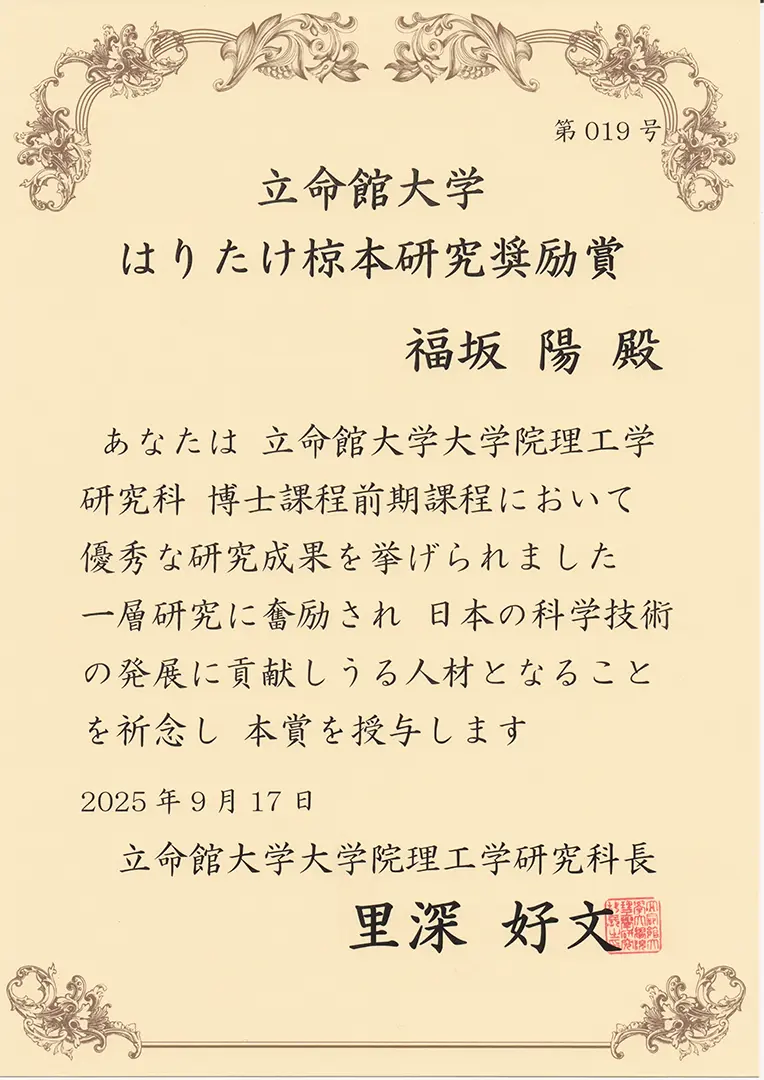 第 019 号
立命館大学
はりたけ椋本研究奨励賞
福坂 陽 殿
あなたは 立命館大学大学院理工学
研究科 博士課程前期課程において
優秀な研究成果を挙げられました
一層研究に奮励され 日本の科学技術
の発展に貢献しうる人材となること
を祈念し 本賞を授与します
2025 年 9 月 17 日
立命館大学大学院理工学研究科長
里深 好文